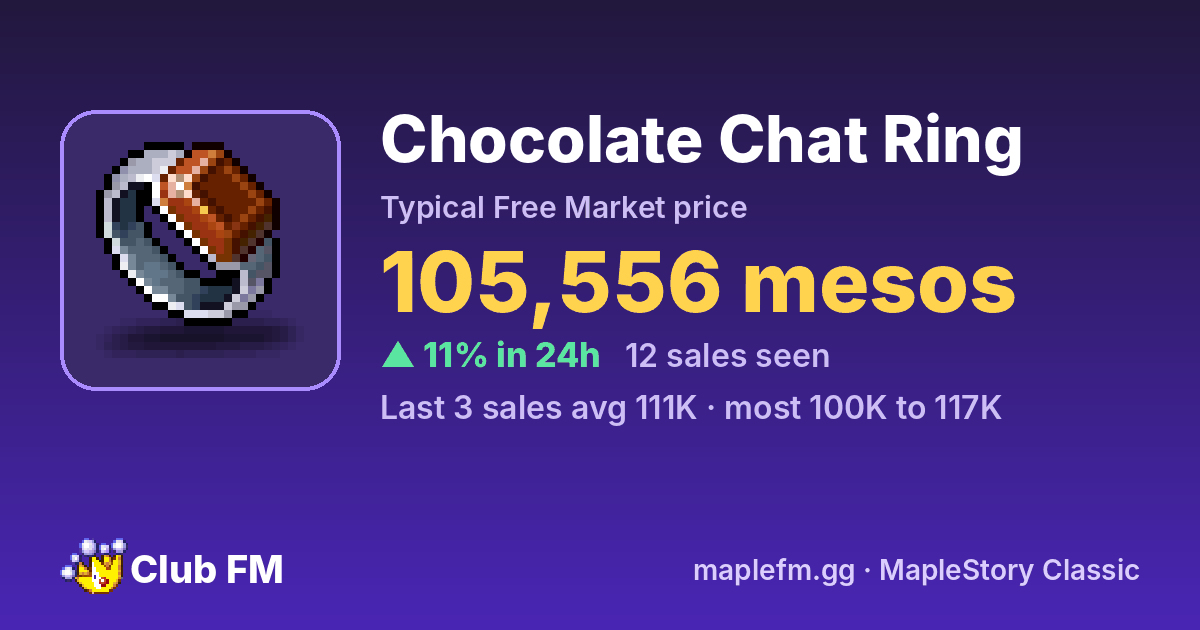 Chocolate Chat Ring
Typical Free Market price
105,556 mesos
▲ 11% in 24h 12 sales seen
Last 3 sales avg 111K · most 100K to 117K
Club FM
maplefm.gg · MapleStory Classic